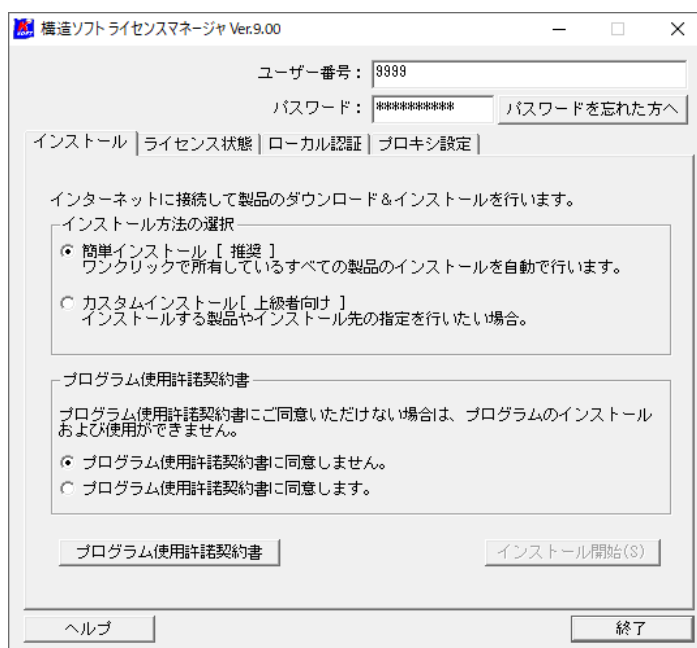 構造ソフトライセンスマネージャ Ver.9.00
ユーザー番号： 9999
パスワード： ********** パスワードを忘れた方へ
インストール ライセンス状態 ローカル認証 プロキシ設定
インターネットに接続して製品のダウンロード＆インストールを行います。
インストール方法の選択
簡単インストール [ 推奨 ]
ワンクリックで所有しているすべての製品のインストールを自動で行います。
カスタムインストール[ 上級者向け ]
インストールする製品やインストール先の指定を行いたい場合。
プログラム使用許諾契約書
プログラム使用許諾契約書にご同意いただけない場合は、プログラムのインストール
および使用ができません。
プログラム使用許諾契約書に同意しません。
プログラム使用許諾契約書に同意します。
プログラム使用許諾契約書 インストール開始(S)
ヘルプ 終了